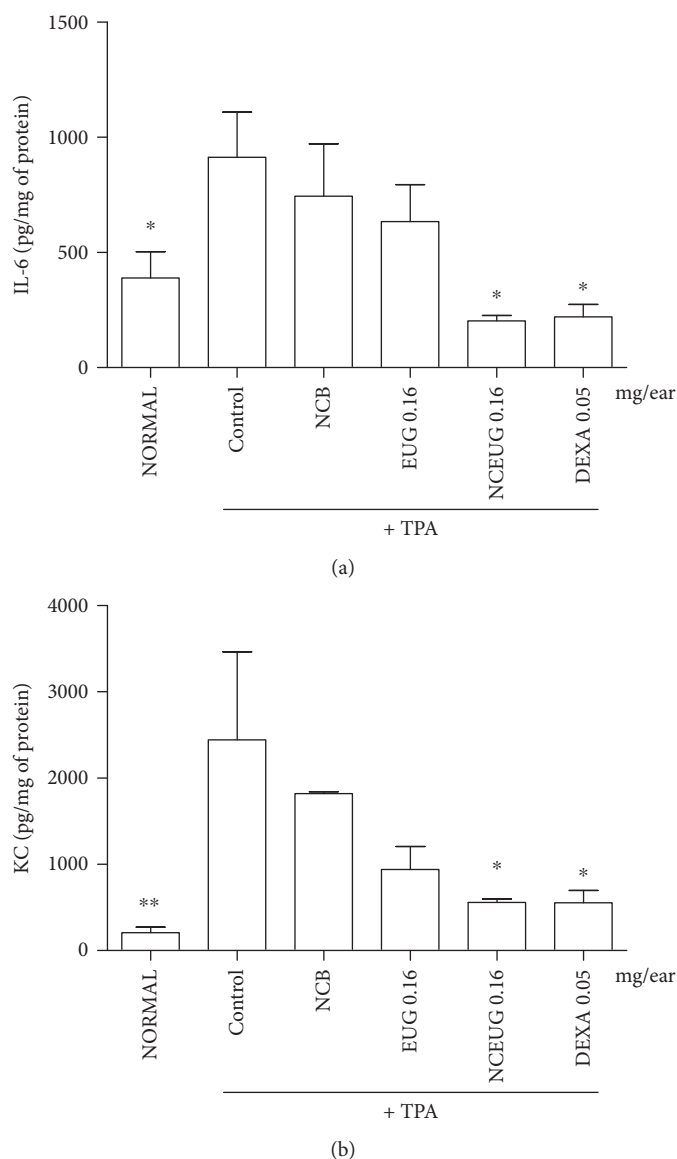 1500
1000
500
0
IL-6 (pg/mg of protein)
*
*
*
NORMAL
Control
NCB
EUG 0.16
NCEUG 0.16
DEXA 0.05
mg/ear
+ TPA
(a)
4000
3000
2000
1000
0
KC (pg/mg of protein)
**
*
*
NORMAL
Control
NCB
EUG 0.16
NCEUG 0.16
DEXA 0.05
mg/ear
+ TPA
(b)